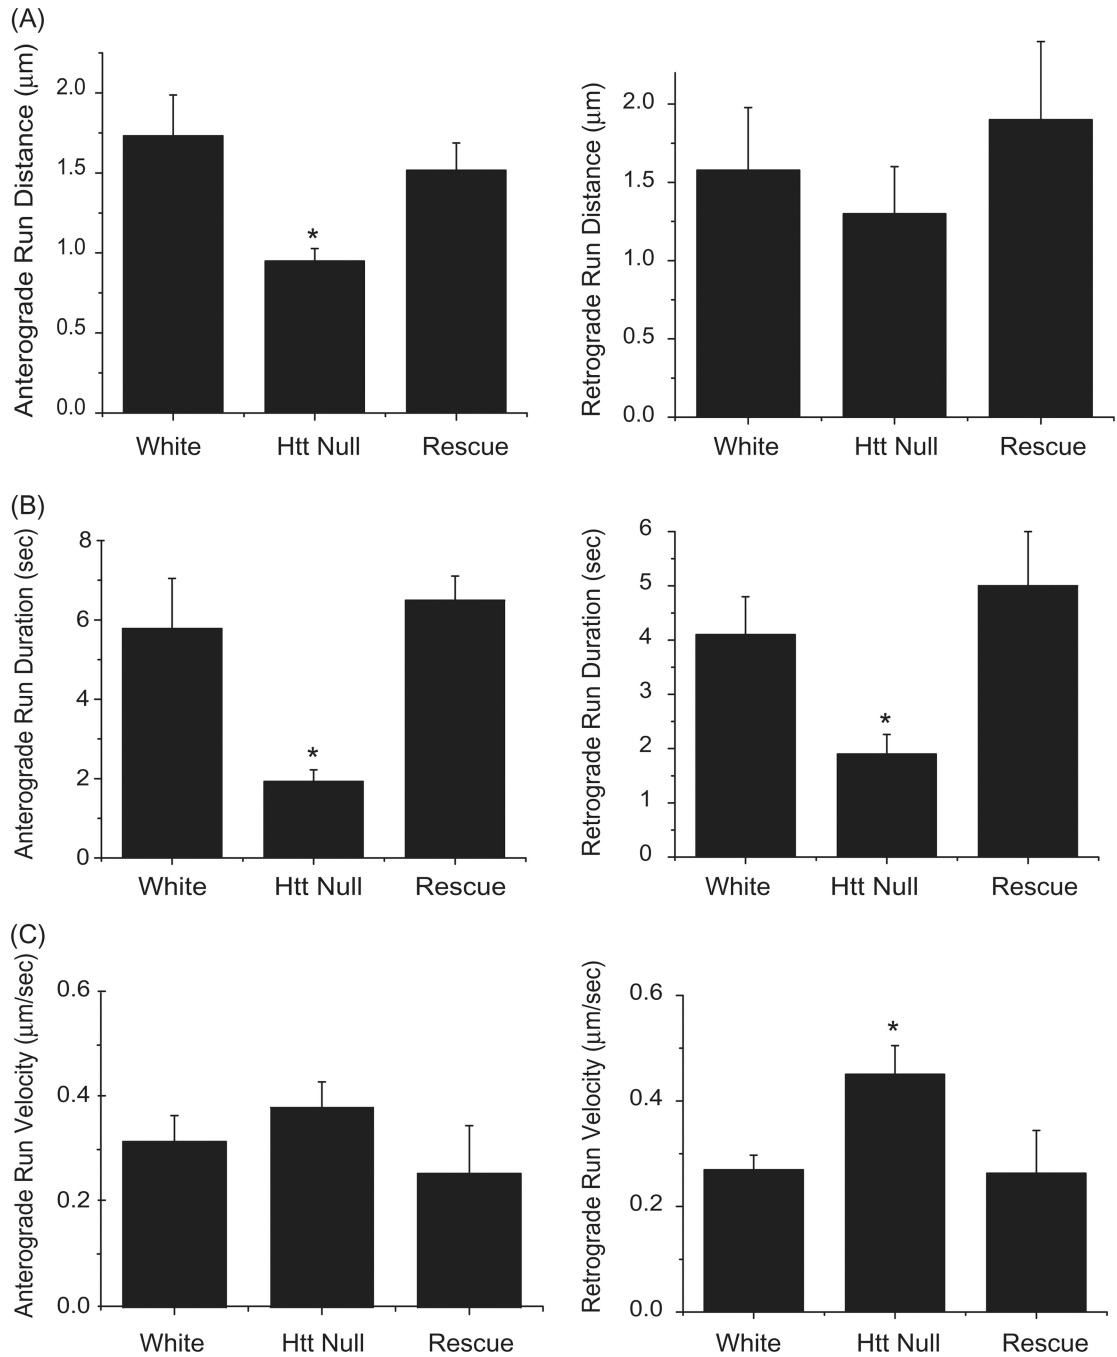 (A)
Anterograde Run Distance (μm)
2.0
1.5
1.0
0.5
0.0
*
White
Htt Null
Rescue
Retrograde Run Distance (μm)
2.0
1.5
1.0
0.5
0.0
White
Htt Null
Rescue
(B)
Anterograde Run Duration (sec)
8
6
4
2
0
*
White
Htt Null
Rescue
Retrograde Run Duration (sec)
6
5
4
3
2
1
0
*
White
Htt Null
Rescue
(C)
Anterograde Run Velocity (μm/sec)
0.6
0.4
0.2
0.0
White
Htt Null
Rescue
Retrograde Run Velocity (μm/sec)
0.6
0.4
0.2
0.0
*
White
Htt Null
Rescue